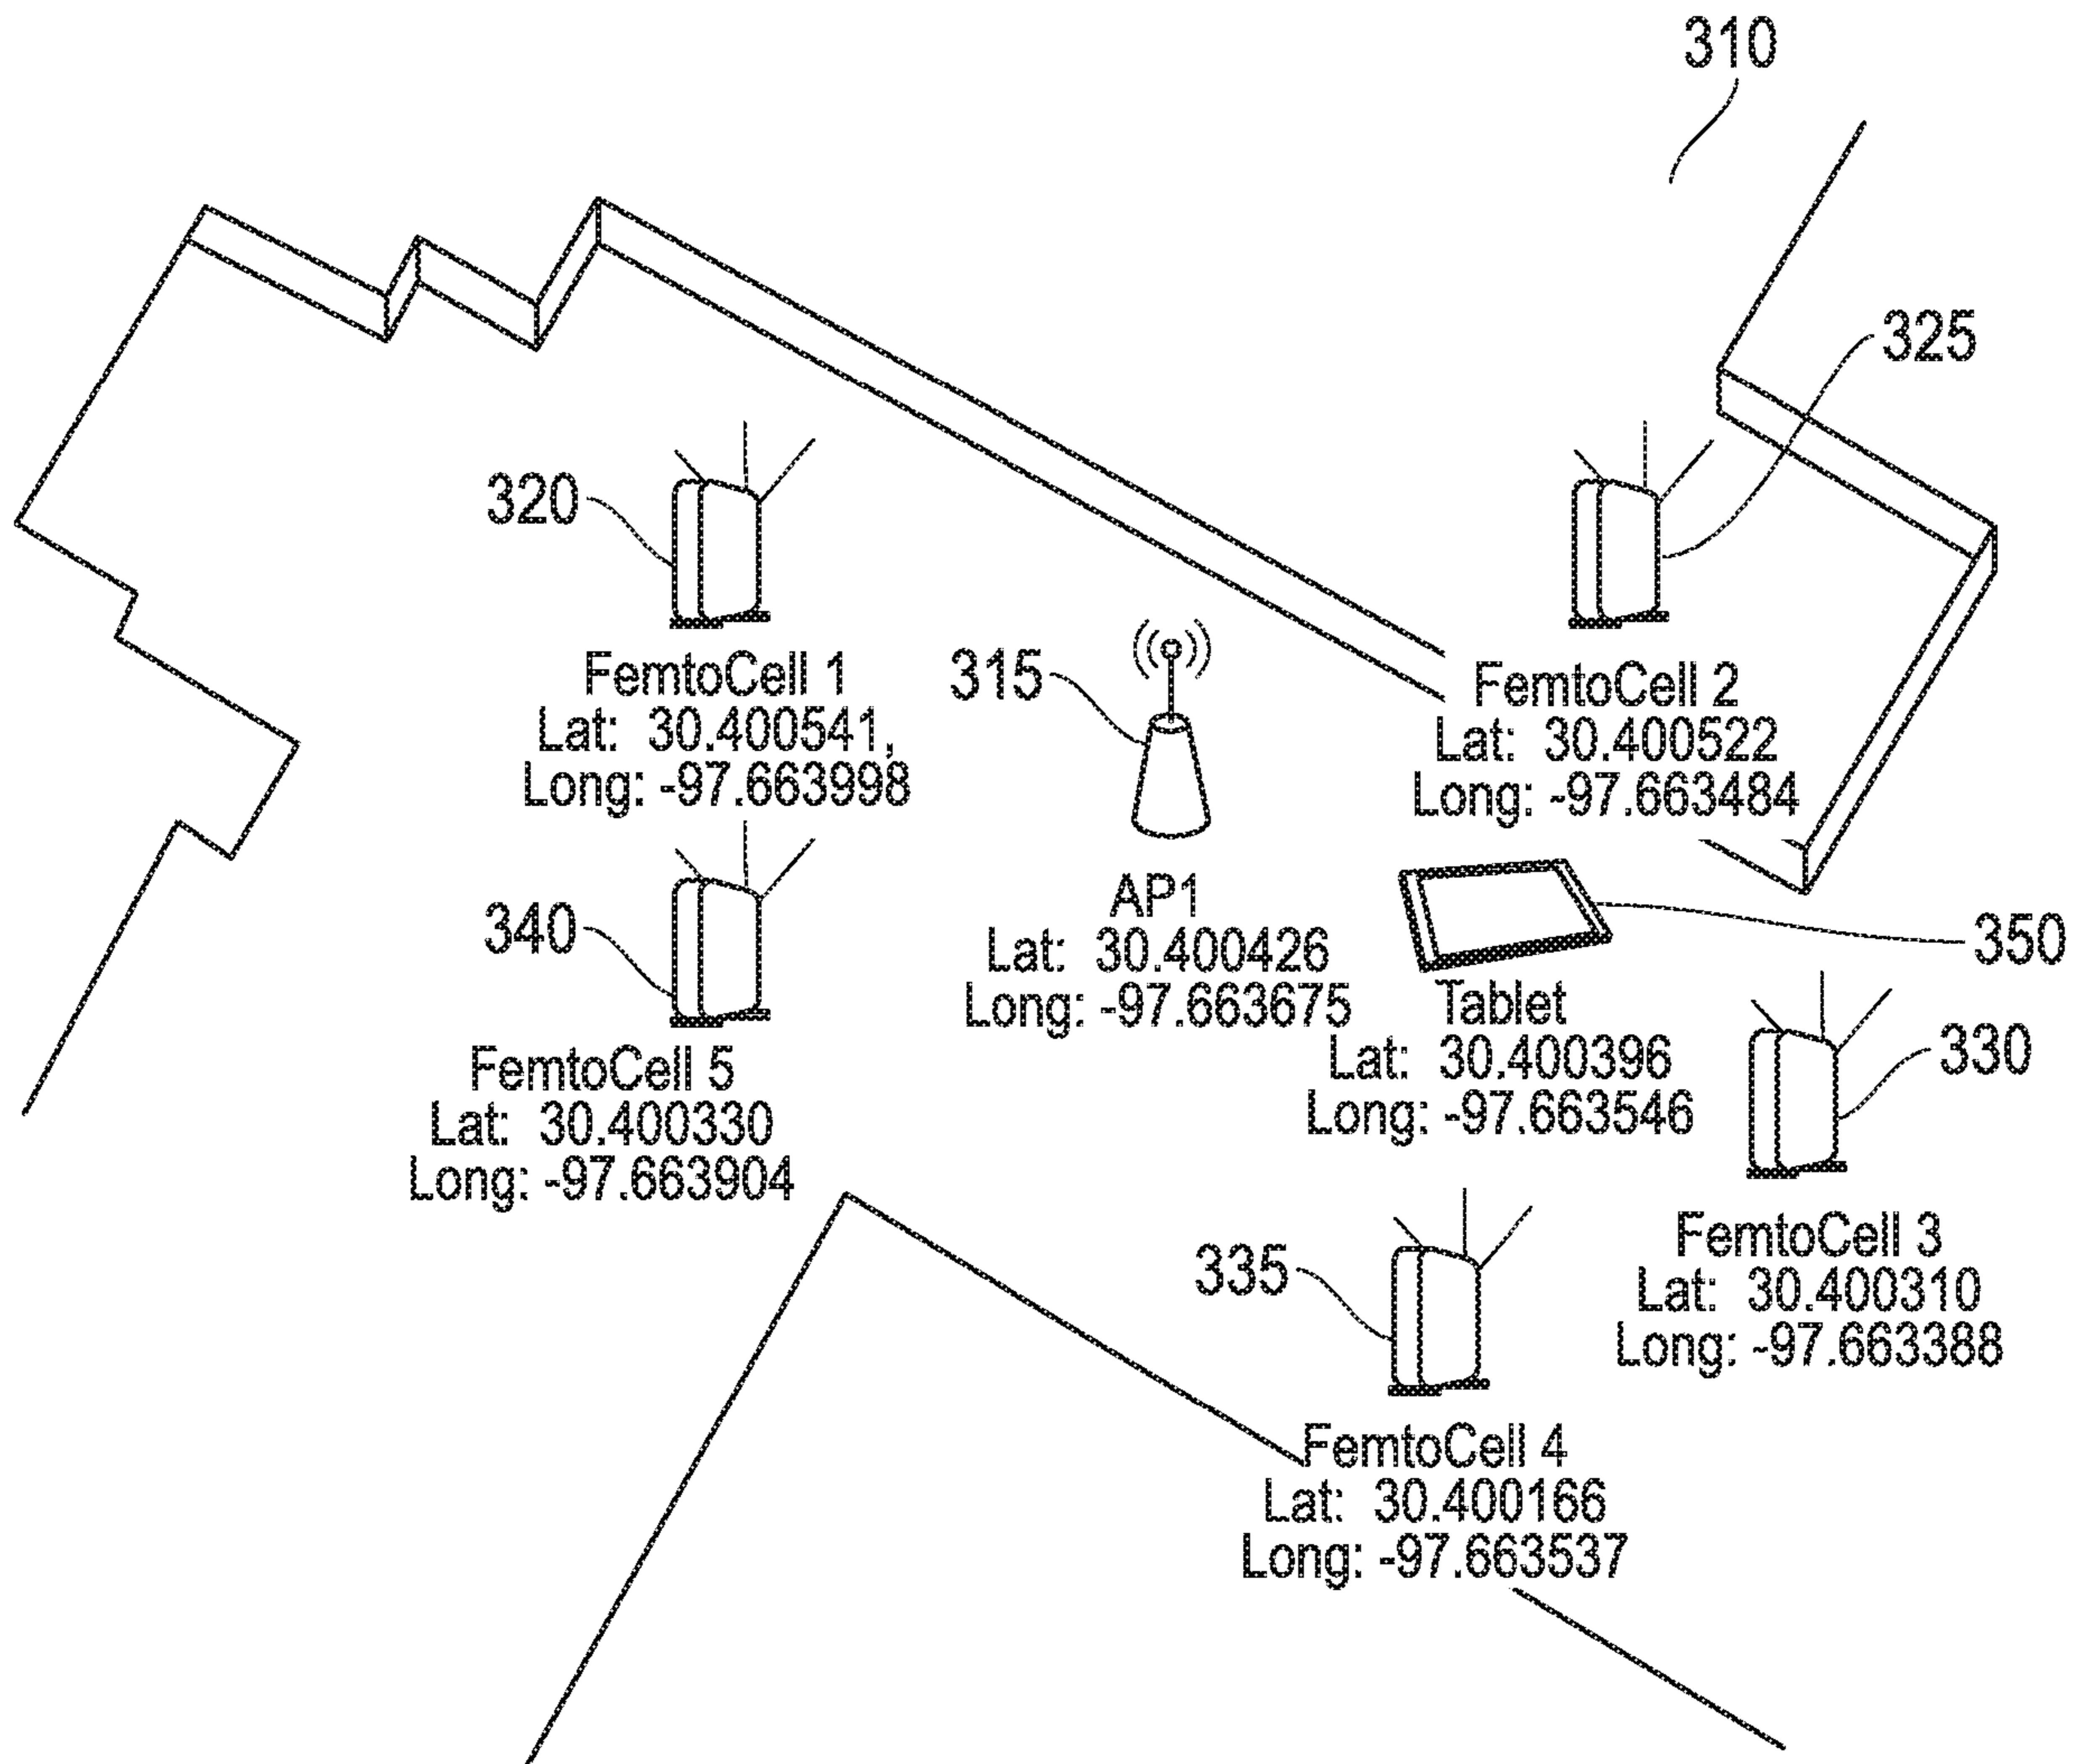 310
325
320
FemtoCell 1
Lat: 30.400541,
Long: -97.663998
315
FemtoCell 2
Lat: 30.400522
Long: -97.663484
340
FemtoCell 5
Lat: 30.400330
Long: -97.663904
AP1
Lat: 30.400426
Long: -97.663675
350
Tablet
Lat: 30.400396
Long: -97.663546
330
FemtoCell 3
Lat: 30.400310
Long: -97.663388
335
FemtoCell 4
Lat: 30.400166
Long: -97.663537